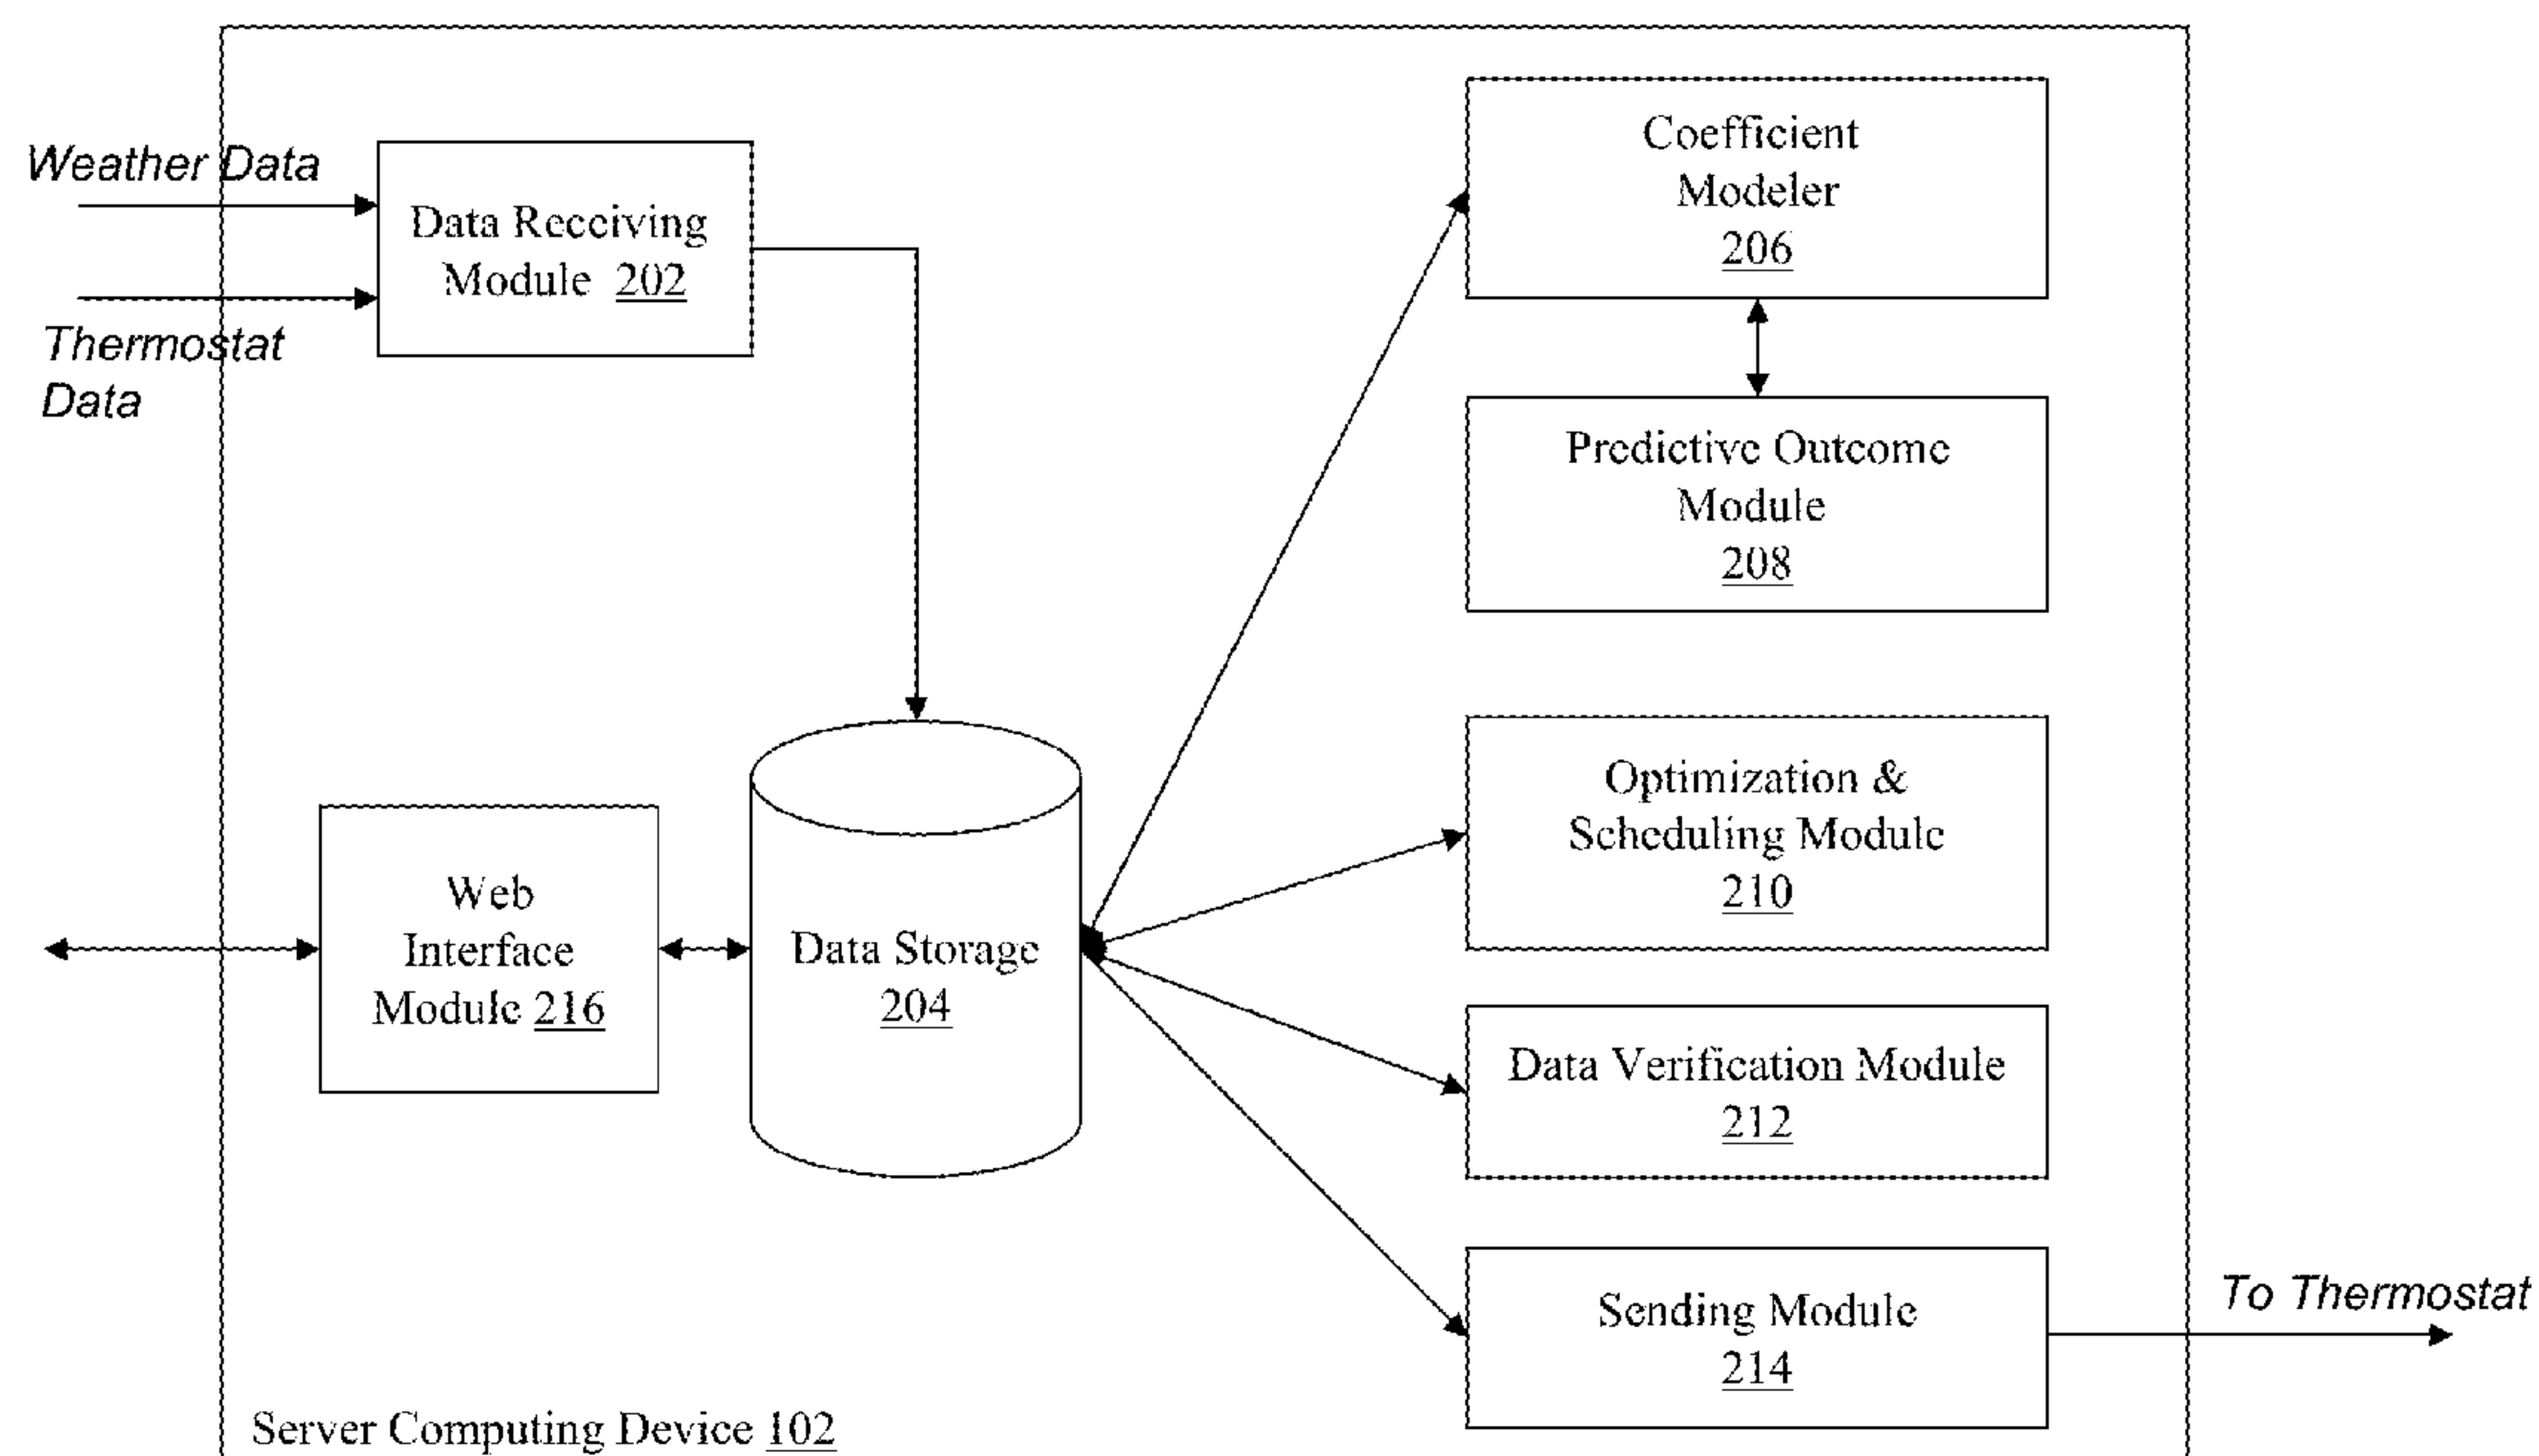 Weather Data
Thermostat
Data
Data Receiving
Module 202
Coefficient
Modeler
206
Predictive Outcome
Module
208
Optimization &
Scheduling Module
210
Web
Interface
Module 216
Data Storage
204
Data Verification Module
212
Sending Module
214
To Thermostat
Server Computing Device 102